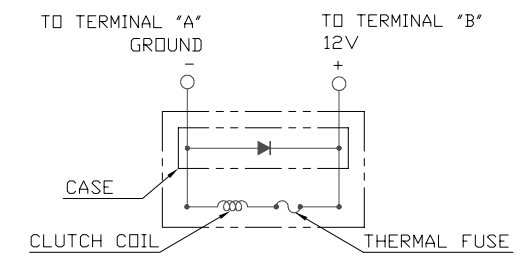 TO TERMINAL "A"
GROUND
−
TO TERMINAL "B"
12V
+
CASE
CLUTCH COIL
THERMAL FUSE